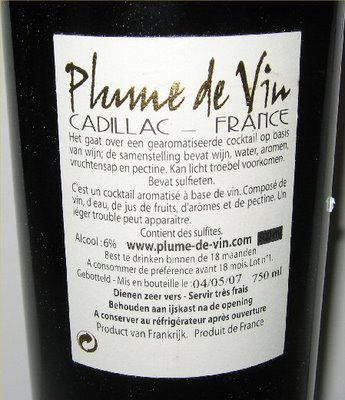 Plume de Vin
CADILLAC – FRANCE
Het gaat over een gearomatiseerde cocktail op basis
van wijn; de samenstelling bevat wijn, water, aromen,
vruchtensap en pectine. Kan licht troebel voorkomen.
Bevat sulfieten.
C'est un cocktail aromatisé à base de vin. Composé de
vin, d'eau, de jus de fruits, d'arômes et de pectine. Un
léger trouble peut apparaitre.
Contient des sulfites.
Alcool :6% www.plume-de-vin.com
Best te drinken binnen de 18 maanden
A consommer de préférence avant 18 mois. Lot n°1.
Gebotteld - Mis en bouteille le : 04/05/07 750 ml
Dienen zeer vers - Servir très frais
Behouden aan ijskast na de opening
A conserver au réfrigérateur après ouverture
Product van Frankrijk. Produit de France